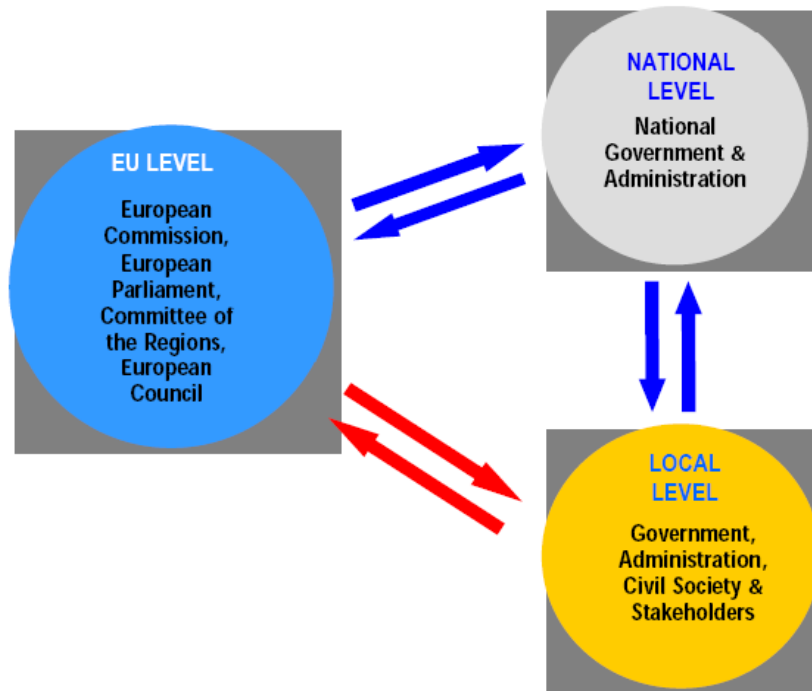 EU LEVEL
European
Commission,
European
Parliament,
Committee of
the Regions,
European
Council
NATIONAL
LEVEL
National
Government &
Administration
LOCAL
LEVEL
Government,
Administration,
Civil Society &
Stakeholders